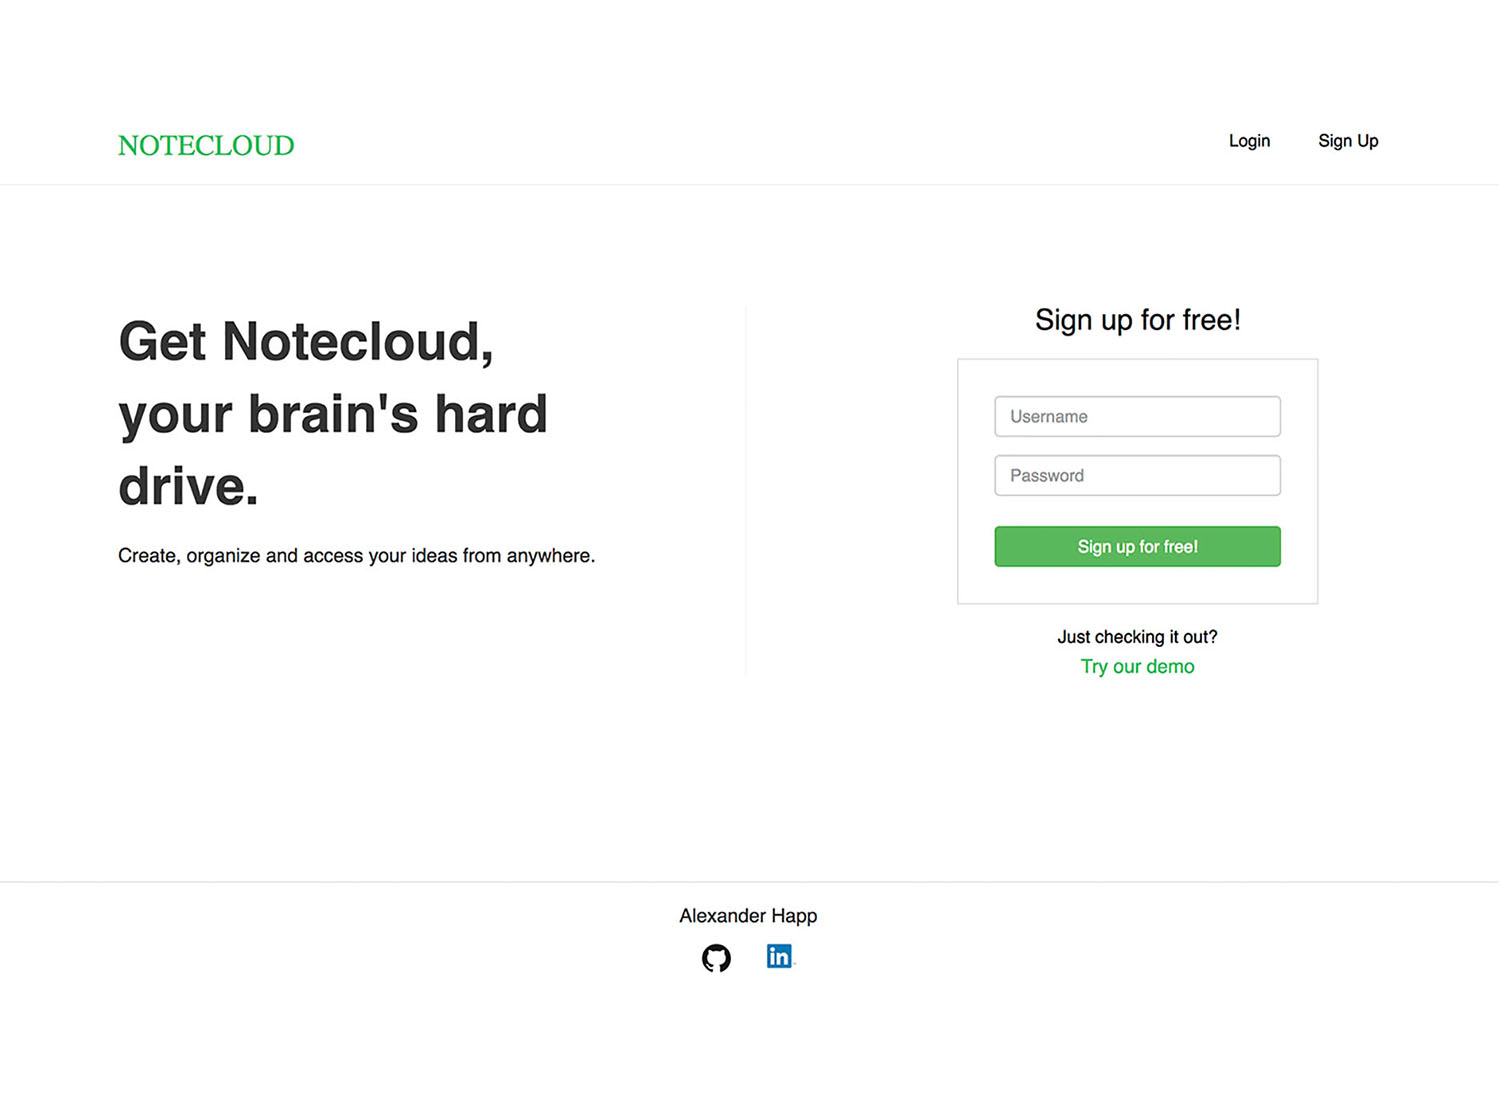 NOTECLOUD
Login
Sign Up
Get Notecloud,
your brain's hard
drive.
Create, organize and access your ideas from anywhere.
Sign up for free!
Username
Password
Sign up for free!
Just checking it out?
Try our demo
Alexander Happ
in